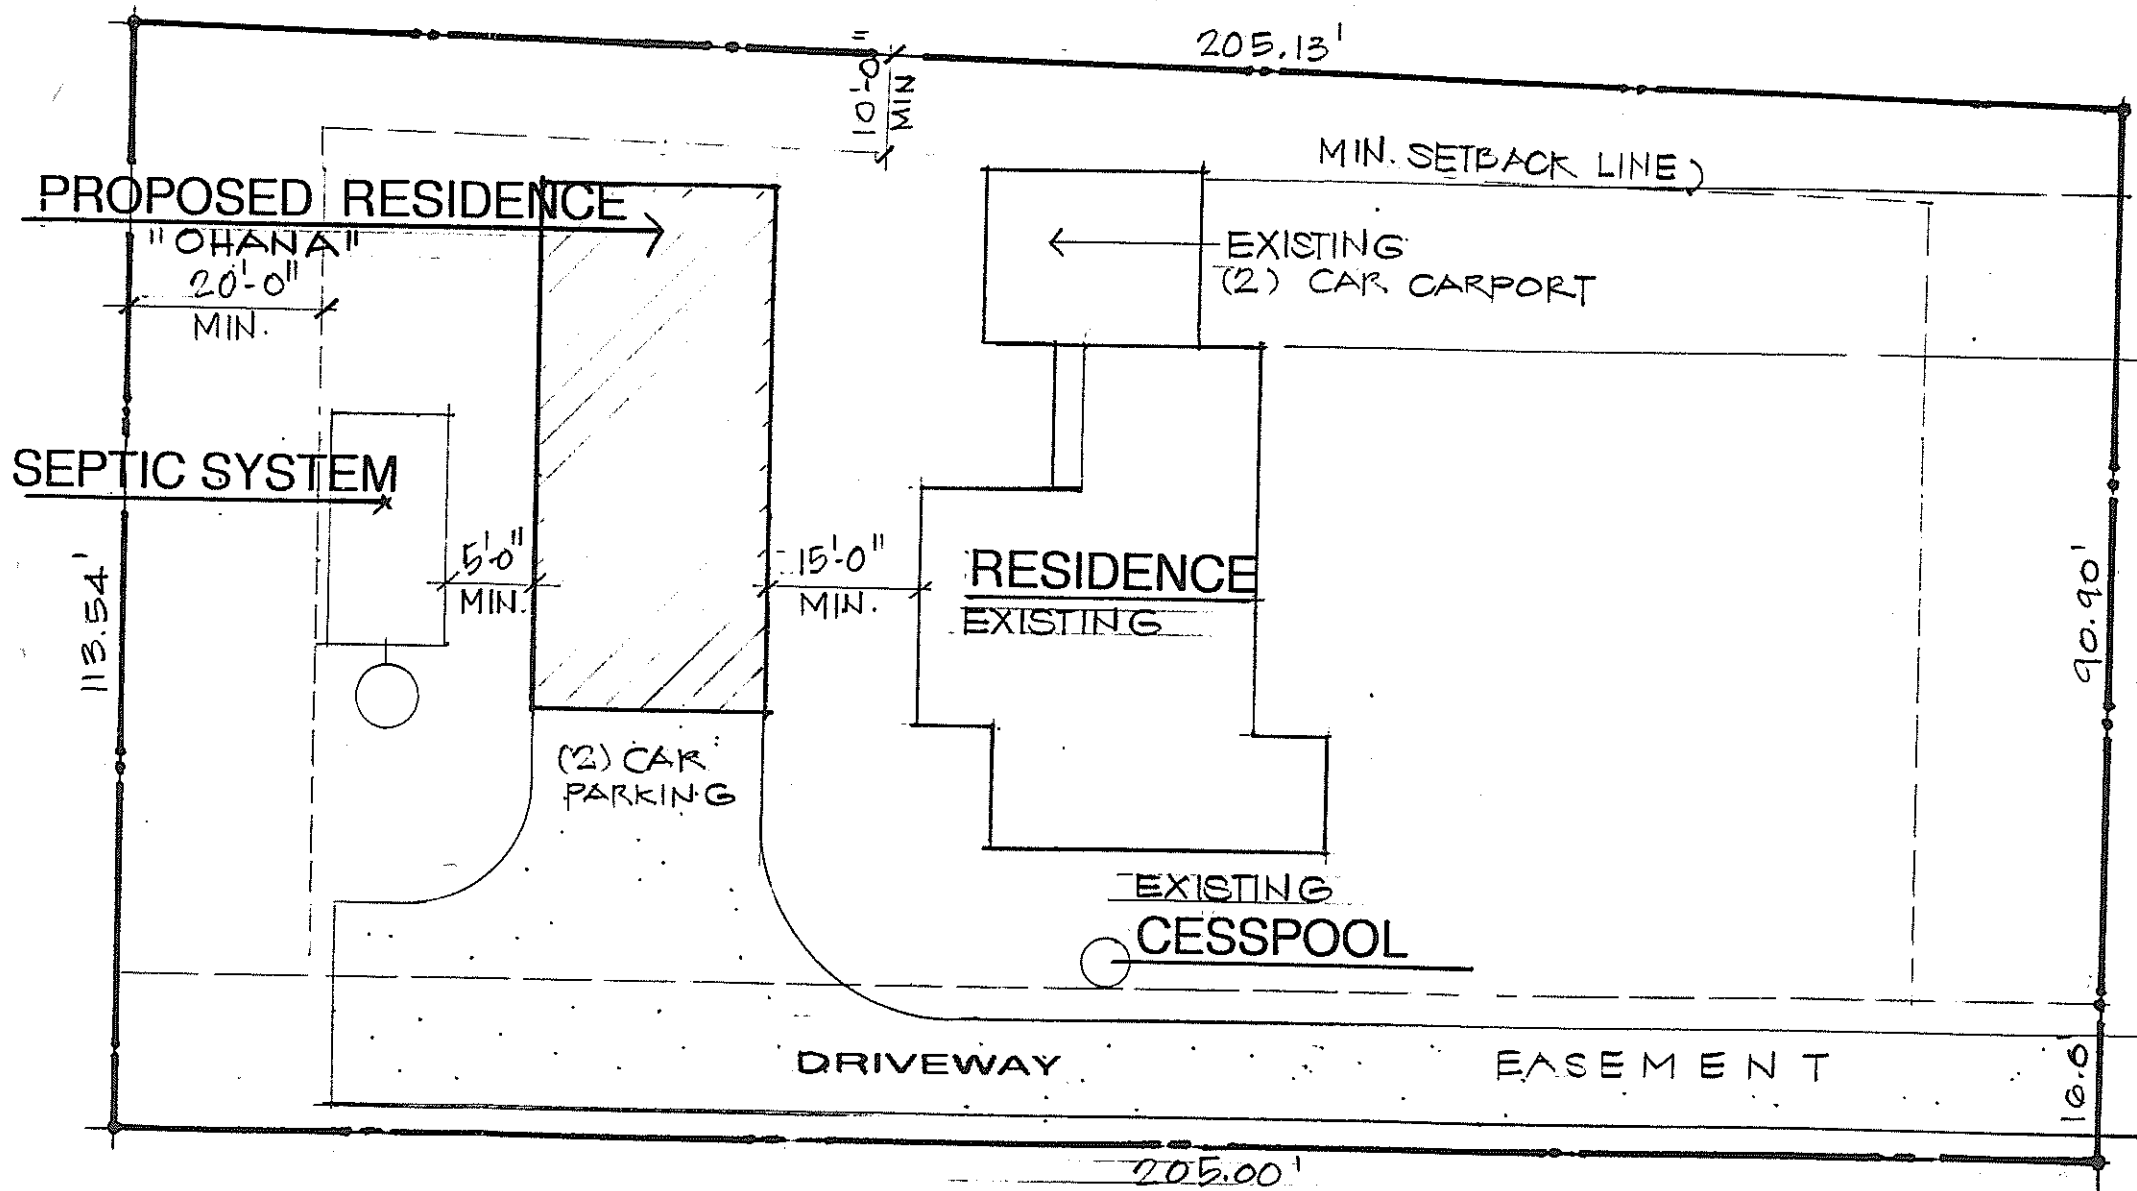 205.13'
10'-0"
MIN
MIN. SETBACK LINE
PROPOSED RESIDENCE
"OHANA"
20'-0"
MIN.
EXISTING
(2) CAR CARPORT
SEPTIC SYSTEM
5'-0"
MIN.
15'-0"
MIN.
RESIDENCE
EXISTING
113.54'
90.90'
(2) CAR
PARKING
EXISTING
CESSPOOL
DRIVEWAY
EASEMENT
205.00'